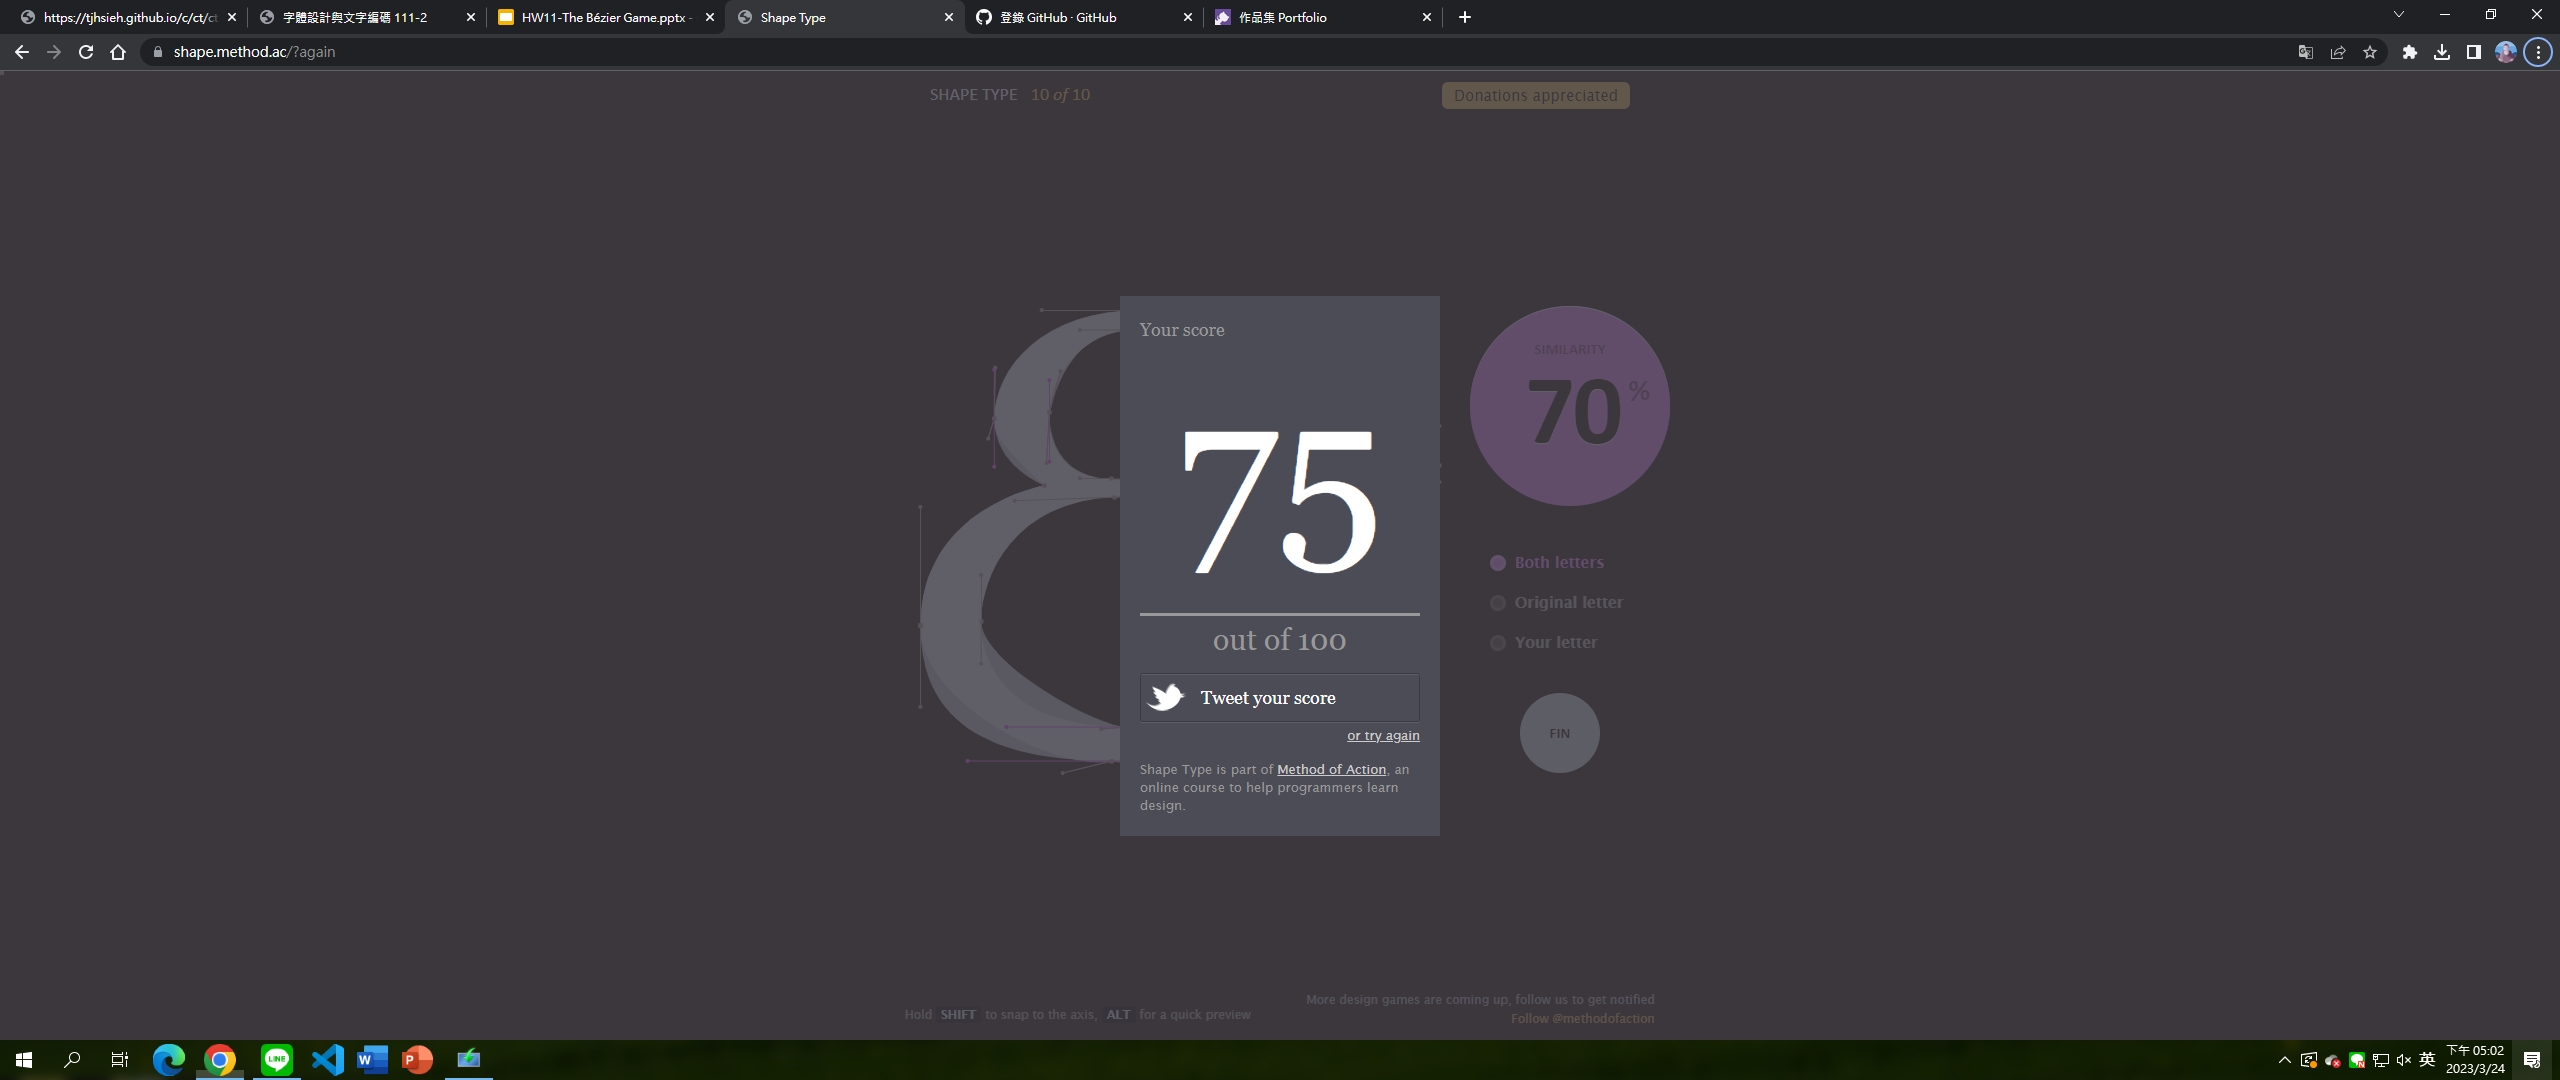 https://tjhsieh.github.io/c/ct/ct
字體設計與文字編碼 111-2
HW11-The Bézier Game.pptx -
Shape Type
登錄 GitHub · GitHub
作品集 Portfolio
shape.method.ac/?again
SHAPE TYPE 10 of 10
Donations appreciated
Your score
75
out of 100
Tweet your score
or try again
Shape Type is part of Method of Action, an
online course to help programmers learn
design.
SIMILARITY
70 %
Both letters
Original letter
Your letter
FIN
Hold SHIFT to snap to the axis, ALT for a quick preview
More design games are coming up, follow us to get notified
Follow @methodofaction
英
下午 05:02
2023/3/24